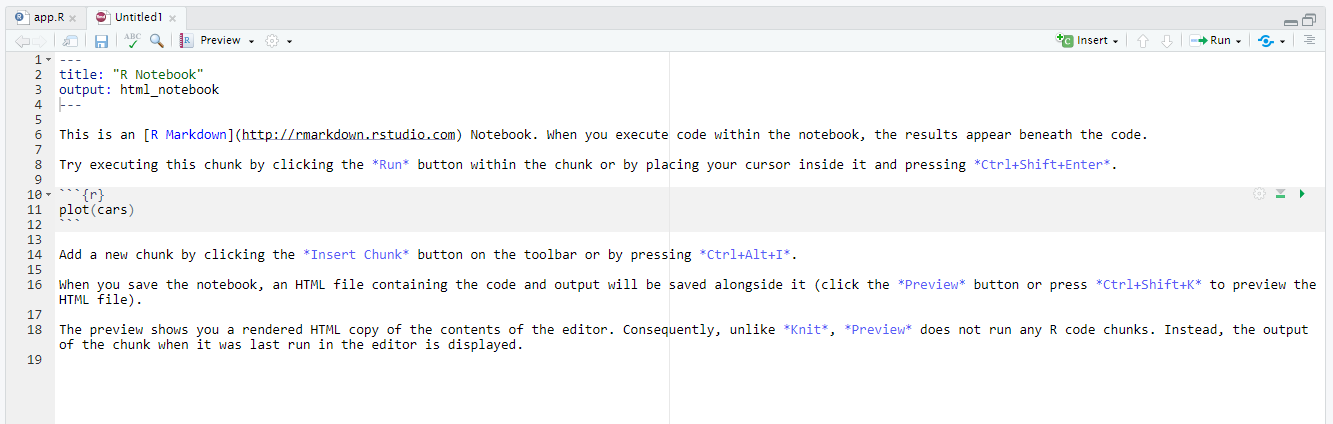 app.R
Untitled1
ABC
Preview
Insert
Run
1 ---
2 title: "R Notebook"
3 output: html_notebook
4 ---
5
6 This is an [R Markdown](http://rmarkdown.rstudio.com) Notebook. When you execute code within the notebook, the results appear beneath the code.
7
8 Try executing this chunk by clicking the *Run* button within the chunk or by placing your cursor inside it and pressing *Ctrl+Shift+Enter*.
9
10 ```{r}
11 plot(cars)
12 ```
13
14 Add a new chunk by clicking the *Insert Chunk* button on the toolbar or by pressing *Ctrl+Alt+I*.
15
16 When you save the notebook, an HTML file containing the code and output will be saved alongside it (click the *Preview* button or press *Ctrl+Shift+K* to preview the
HTML file).
17
18 The preview shows you a rendered HTML copy of the contents of the editor. Consequently, unlike *Knit*, *Preview* does not run any R code chunks. Instead, the output
of the chunk when it was last run in the editor is displayed.
19